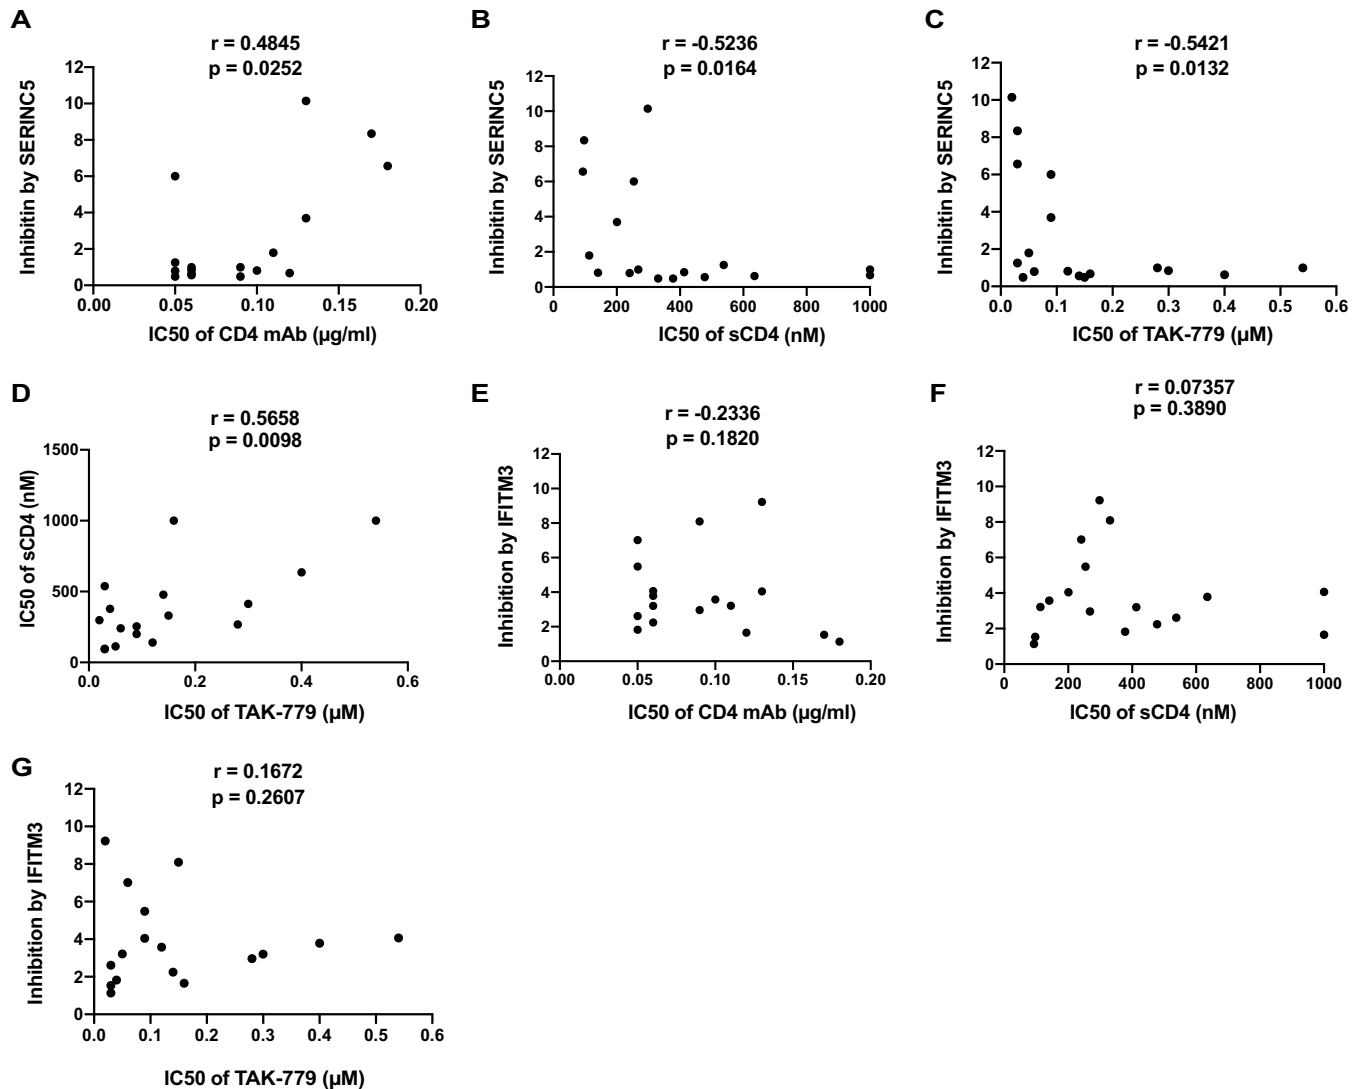 A
r = 0.4845
p = 0.0252
Inhibitin by SERINC5
12
10
8
6
4
2
0
0.00 0.05 0.10 0.15 0.20
IC50 of CD4 mAb (µg/ml)
B
r = -0.5236
p = 0.0164
Inhibitin by SERINC5
12
10
8
6
4
2
0
0 200 400 600 800 1000
IC50 of sCD4 (nM)
C
r = -0.5421
p = 0.0132
Inhibitin by SERINC5
12
10
8
6
4
2
0
0.0 0.1 0.2 0.3 0.4 0.5 0.6
IC50 of TAK-779 (µM)
D
r = 0.5658
p = 0.0098
IC50 of sCD4 (nM)
1500
1000
500
0
0.0 0.2 0.4 0.6
IC50 of TAK-779 (µM)
E
r = -0.2336
p = 0.1820
Inhibition by IFITM3
12
10
8
6
4
2
0
0.00 0.05 0.10 0.15 0.20
IC50 of CD4 mAb (µg/ml)
F
r = 0.07357
p = 0.3890
Inhibition by IFITM3
12
10
8
6
4
2
0
0 200 400 600 800 1000
IC50 of sCD4 (nM)
G
r = 0.1672
p = 0.2607
Inhibition by IFITM3
12
10
8
6
4
2
0
0.0 0.1 0.2 0.3 0.4 0.5 0.6
IC50 of TAK-779 (µM)